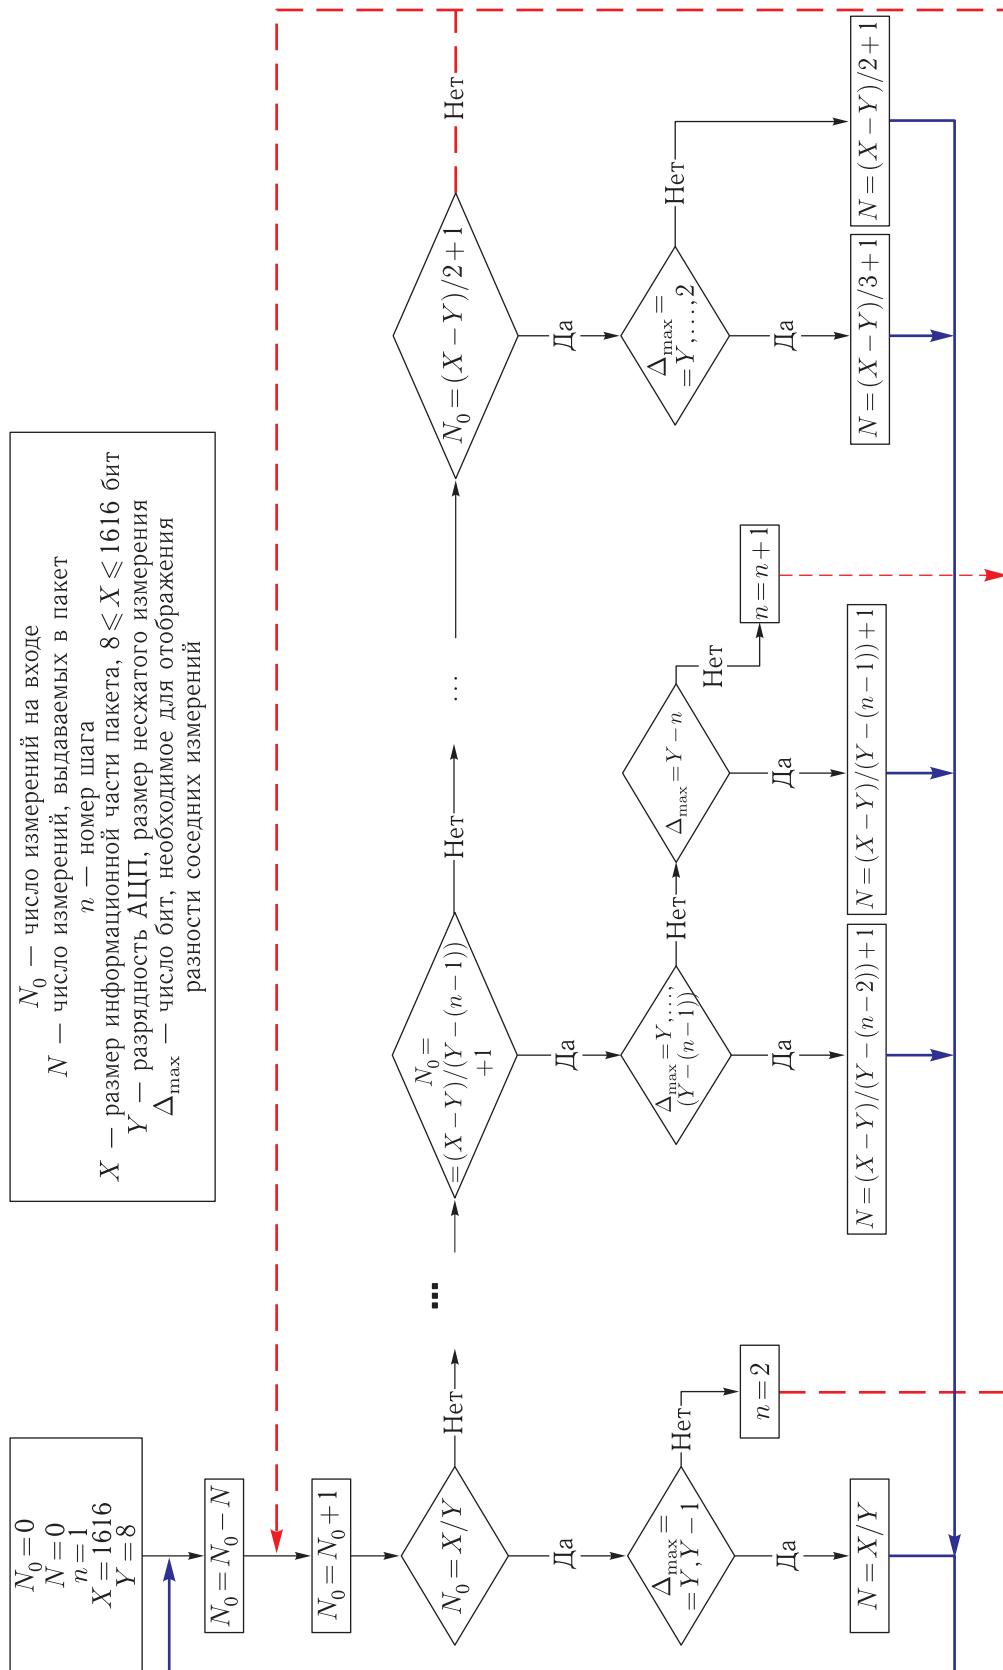 N₀ — число измерений на входе
N — число измерений, выдаваемых в пакет
n — номер шага
X — размер информационной части пакета, 8 ⩽ X ⩽ 1616 бит
Y — разрядность АЦП, размер несжатого измерения
Δmax — число бит, необходимое для отображения
разности соседних измерений
N₀=0
N=0
n=1
X=1616
Y=8
N₀=N₀−N
N₀=N₀+1
N₀=X/Y
Нет
...
N₀=
=(X−Y)/(Y−(n−1))
+1
Нет
...
N₀=(X−Y)/2+1
Нет
Да
Да
Да
Δmax=
=Y, Y−1
Нет
n=2
Δmax=Y,...,
(Y−(n−1))
Нет
Δmax=Y−n
Нет
n=n+1
Δmax=
=Y,...,2
Нет
Да
Да
Да
Да
N=X/Y
N=(X−Y)/(Y−(n−2))+1
N=(X−Y)/(Y−(n−1))+1
N=(X−Y)/3+1
N=(X−Y)/2+1